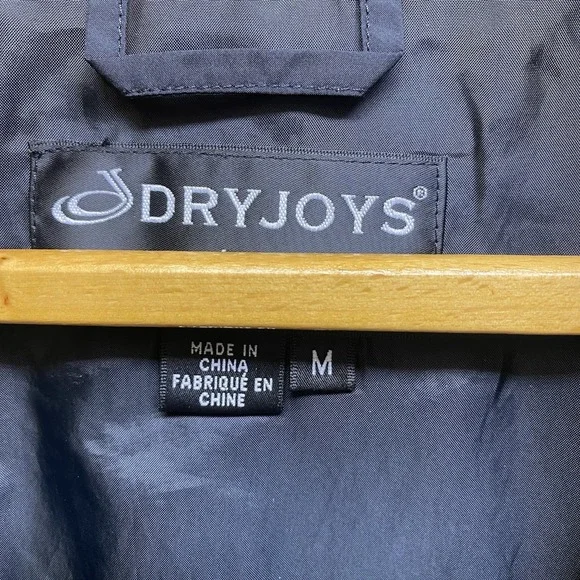 DRYJOYS®
MADE IN
CHINA
FABRIQUÉ EN
CHINE
M